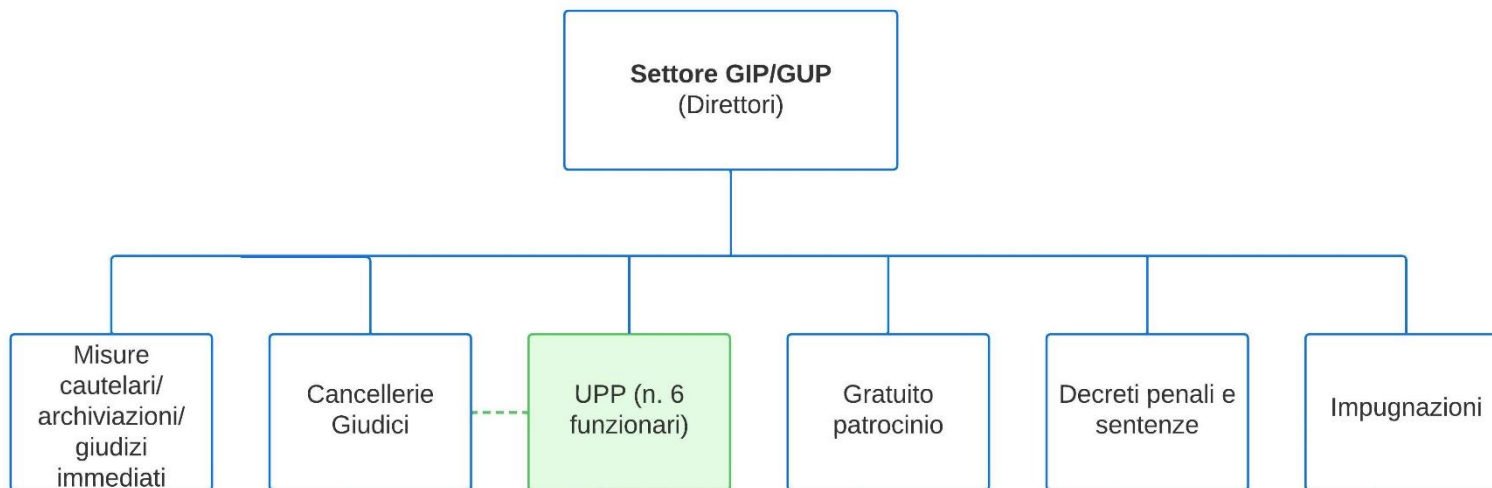 Settore GIP/GUP
(Direttori)
Misure
cautelari/
archiviazioni/
giudizi
immediati
Cancellerie
Giudici
UPP (n. 6
funzionari)
Gratuito
patrocinio
Decreti penali e
sentenze
Impugnazioni